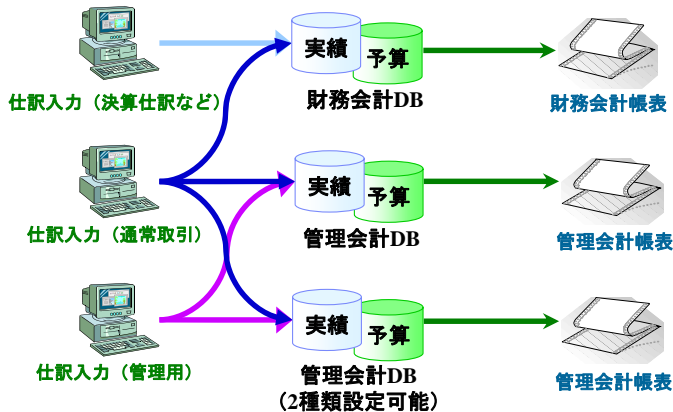 実績
予算
仕訳入力（決算仕訳など）
財務会計DB
財務会計帳表
実績
予算
仕訳入力（通常取引）
管理会計DB
管理会計帳表
実績
予算
仕訳入力（管理用）
管理会計DB
（2種類設定可能）
管理会計帳表